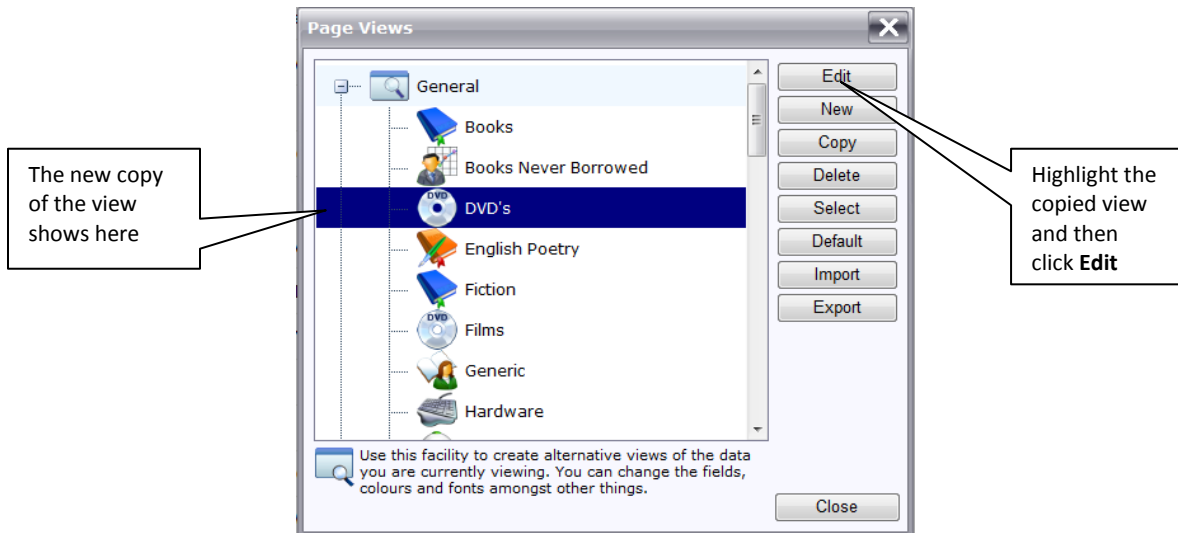 Page Views
General
Books
Books Never Borrowed
DVD's
English Poetry
Fiction
Films
Generic
Hardware
Edit
New
Copy
Delete
Select
Default
Import
Export
Use this facility to create alternative views of the data
you are currently viewing. You can change the fields,
colours and fonts amongst other things.
Close
The new copy
of the view
shows here
Highlight the
copied view
and then
click Edit
DVD
DVD